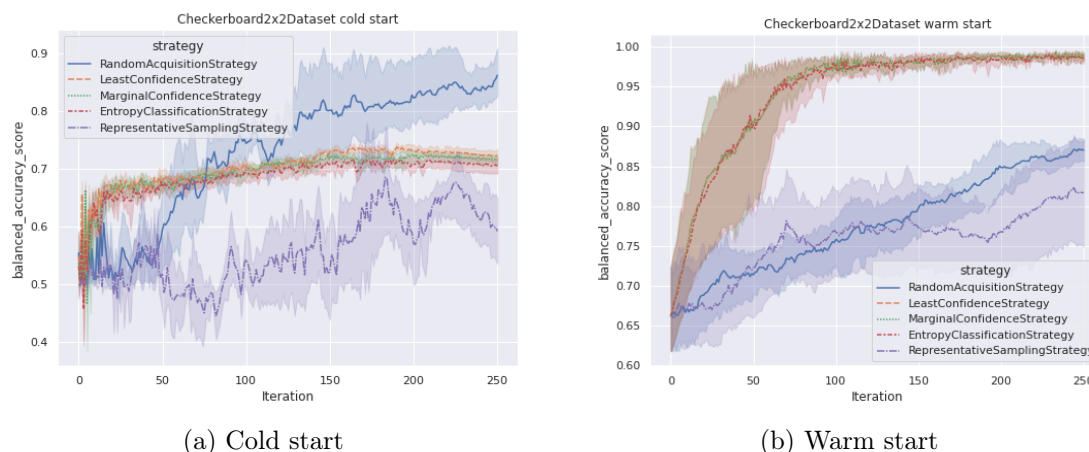 Checkerboard2x2Dataset cold start
balanced_accuracy_score
0.9
0.8
0.7
0.6
0.5
0.4
strategy
RandomAcquisitionStrategy
LeastConfidenceStrategy
MarginalConfidenceStrategy
EntropyClassificationStrategy
RepresentativeSamplingStrategy
0 50 100 150 200 250
Iteration
(a) Cold start
Checkerboard2x2Dataset warm start
balanced_accuracy_score
1.00
0.95
0.90
0.85
0.80
0.75
0.70
0.65
0.60
strategy
RandomAcquisitionStrategy
LeastConfidenceStrategy
MarginalConfidenceStrategy
EntropyClassificationStrategy
RepresentativeSamplingStrategy
0 50 100 150 200 250
Iteration
(b) Warm start